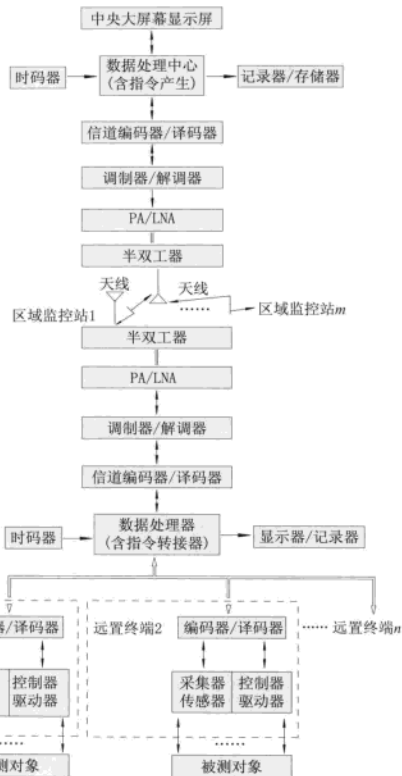 中央大屏幕显示屏
时码器
数据处理中心
(含指令产生)
记录器/存储器
信道编码器/译码器
调制器/解调器
PA/LNA
半双工器
天线
天线
区域监控站1
……
区域监控站m
半双工器
PA/LNA
调制器/解调器
信道编码器/译码器
时码器
数据处理器
(含指令转接器)
显示器/记录器
器/译码器
远置终端2
编码器/译码器
…… 远置终端n
控制器
驱动器
采集器
传感器
控制器
驱动器
……
……
测对象
被测对象